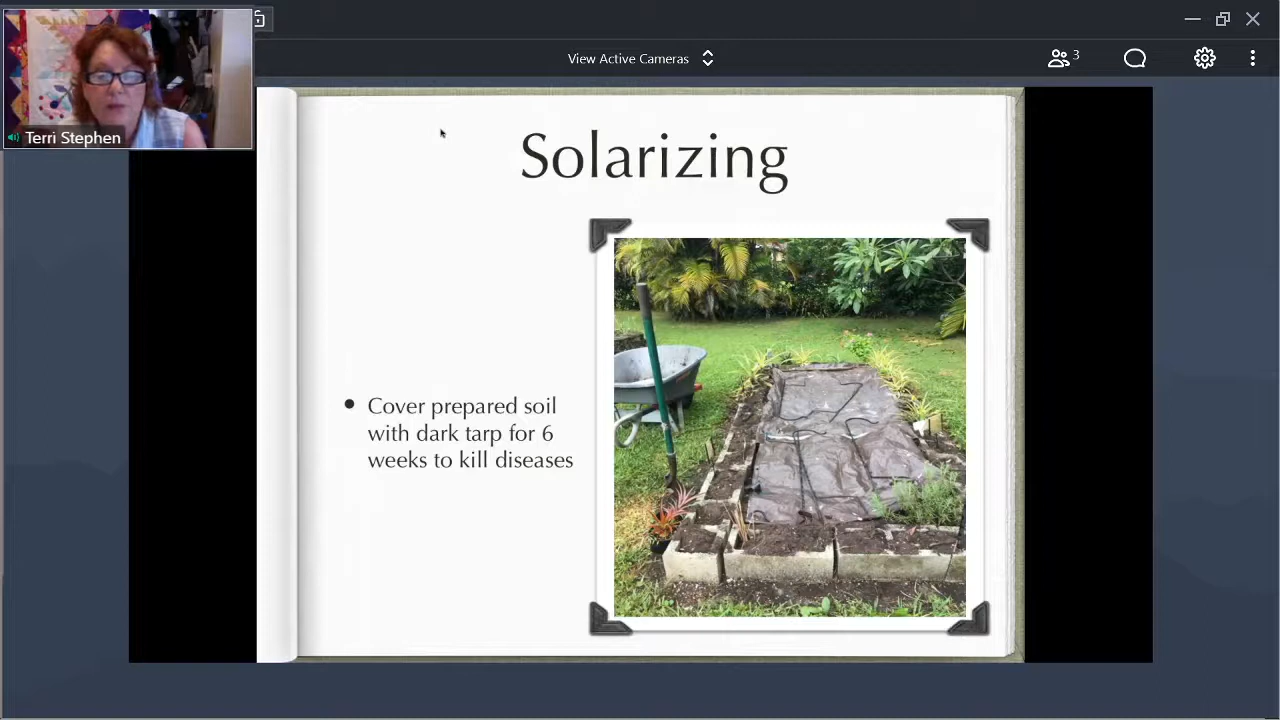 View Active Cameras
3
Terri Stephen
Solarizing
• Cover prepared soil
with dark tarp for 6
weeks to kill diseases